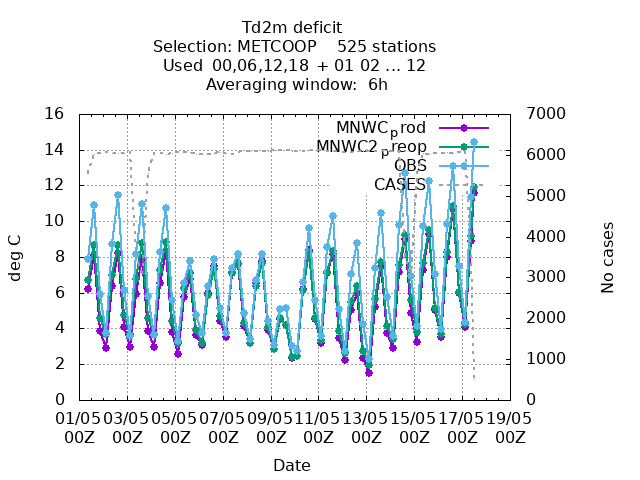 Td2m deficit
Selection: METCOOP 525 stations
Used 00,06,12,18 + 01 02 ... 12
Averaging window: 6h
16 7000
14 6000
12 5000
10 4000
8 3000
6 2000
4 1000
2 0
0
deg C
No cases
MNWCprod
MNWC2preop
OBS
CASES
01/05 03/05 05/05 07/05 09/05 11/05 13/05 15/05 17/05 19/05
00Z 00Z 00Z 00Z 00Z 00Z 00Z 00Z 00Z 00Z
Date